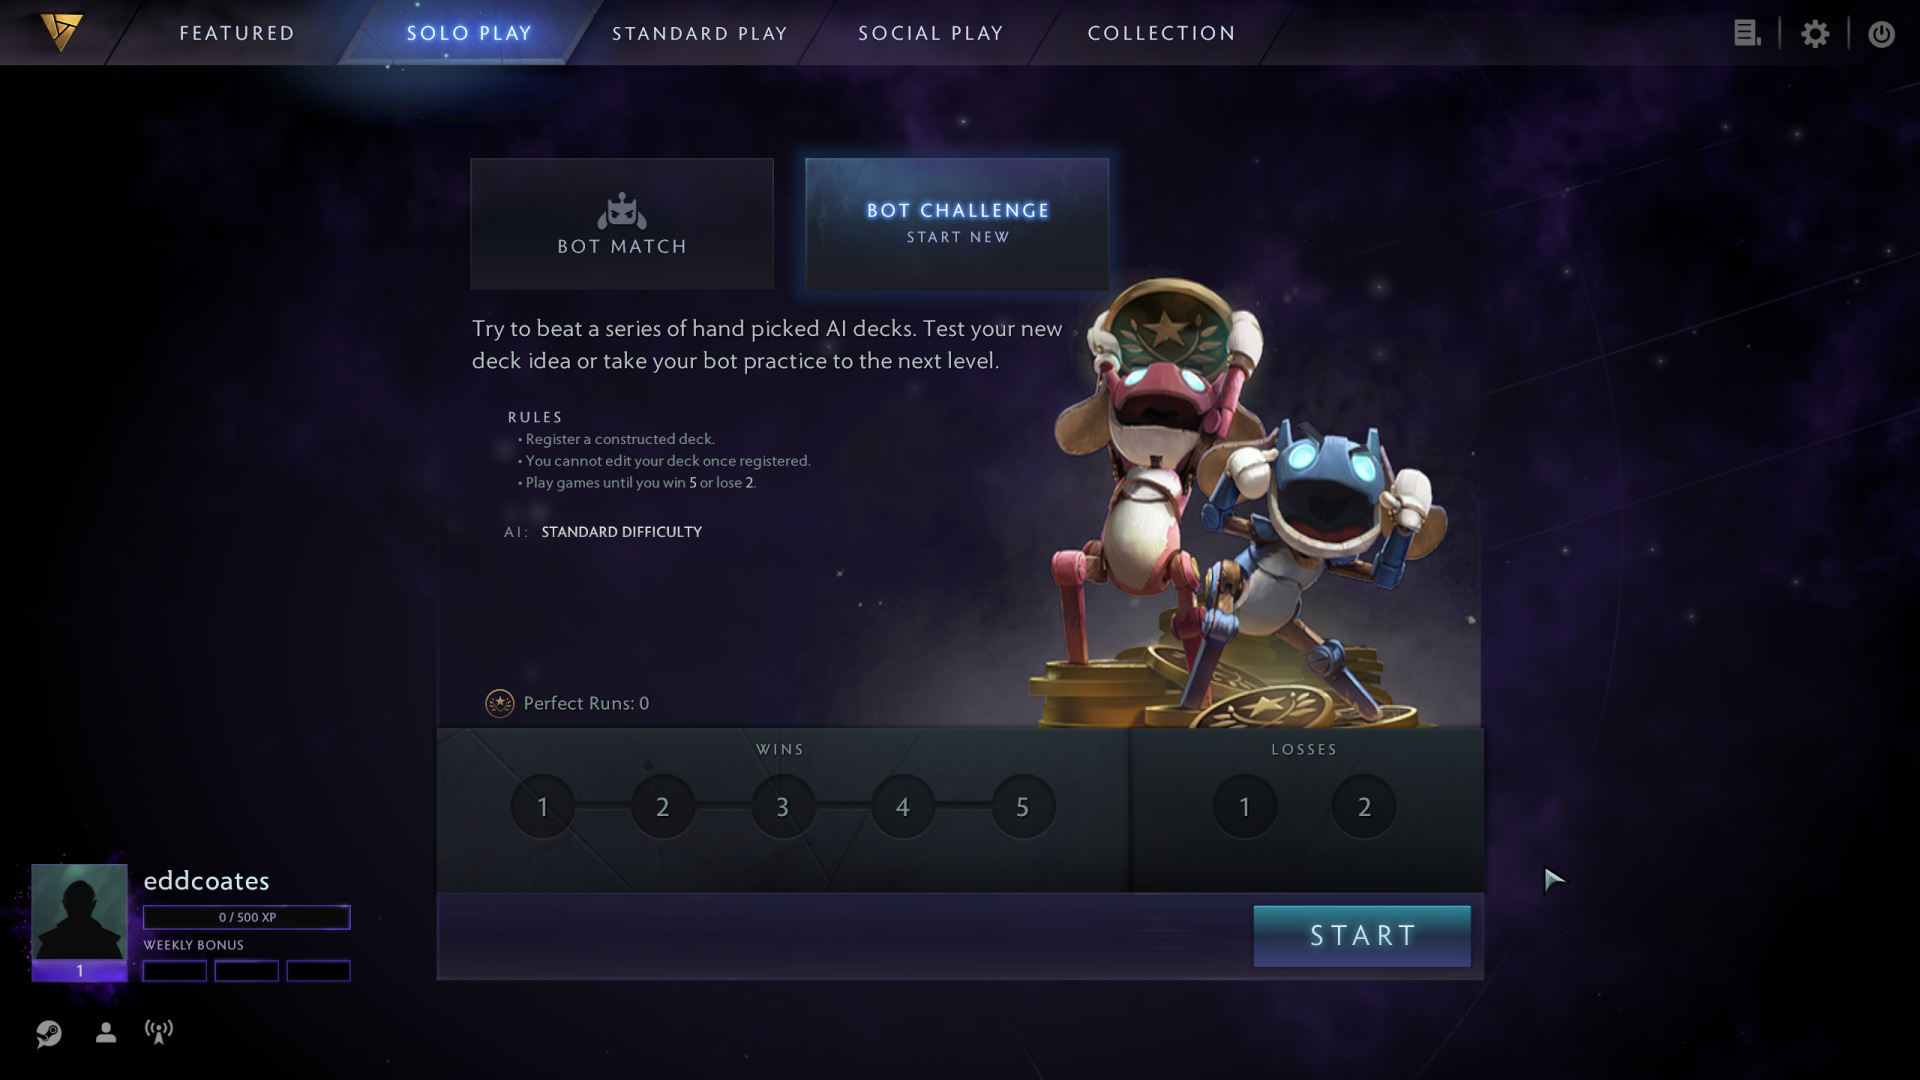 FEATURED
SOLO PLAY
STANDARD PLAY
SOCIAL PLAY
COLLECTION
BOT MATCH
BOT CHALLENGE
START NEW
Try to beat a series of hand picked AI decks. Test your new
deck idea or take your bot practice to the next level.
RULES
• Register a constructed deck.
• You cannot edit your deck once registered.
• Play games until you win 5 or lose 2.
AI: STANDARD DIFFICULTY
Perfect Runs: 0
WINS
1 2 3 4 5
LOSSES
1 2
START
eddcoates
0 / 500 XP
WEEKLY BONUS
1